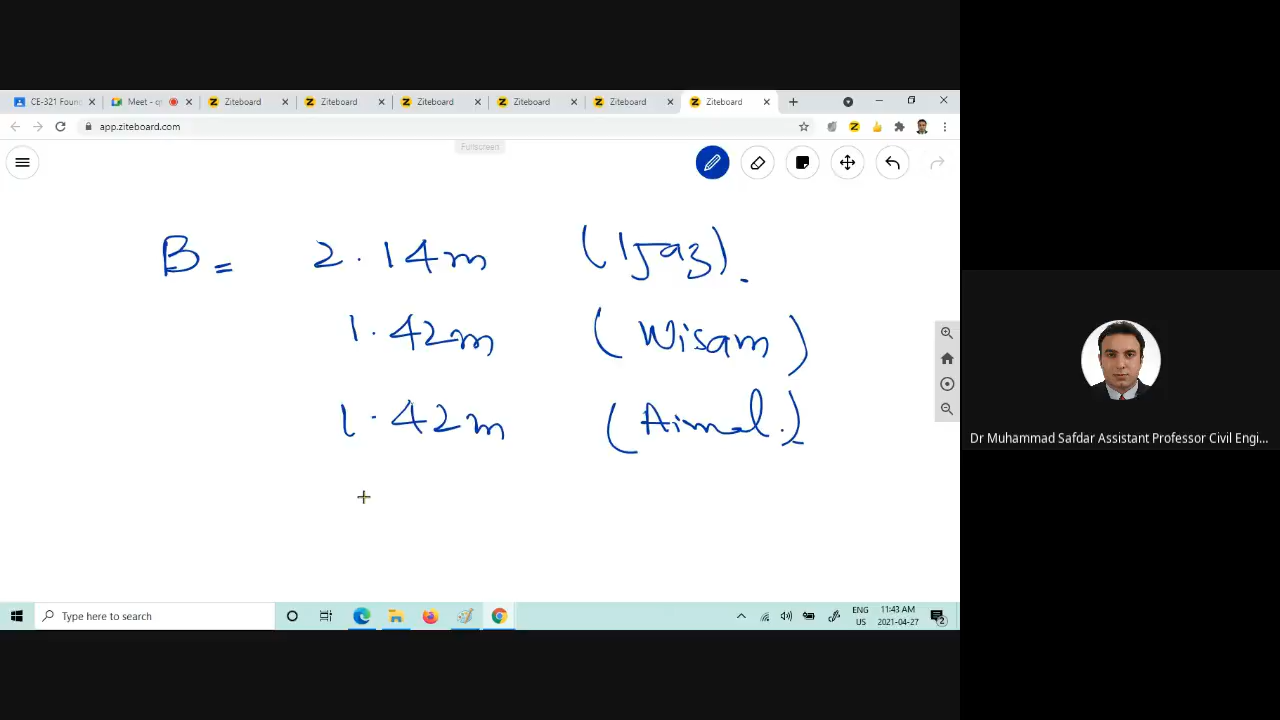 CE-321 Foun
Meet - q
Ziteboard
Ziteboard
Ziteboard
Ziteboard
Ziteboard
Ziteboard
app.ziteboard.com
Fullscreen
B = 2.14m (Ijaz).
1.42m (Wisam)
1.42m (Aimal.)
Dr Muhammad Safdar Assistant Professor Civil Engi...
Type here to search
ENG
US
11:43 AM
2021-04-27
2